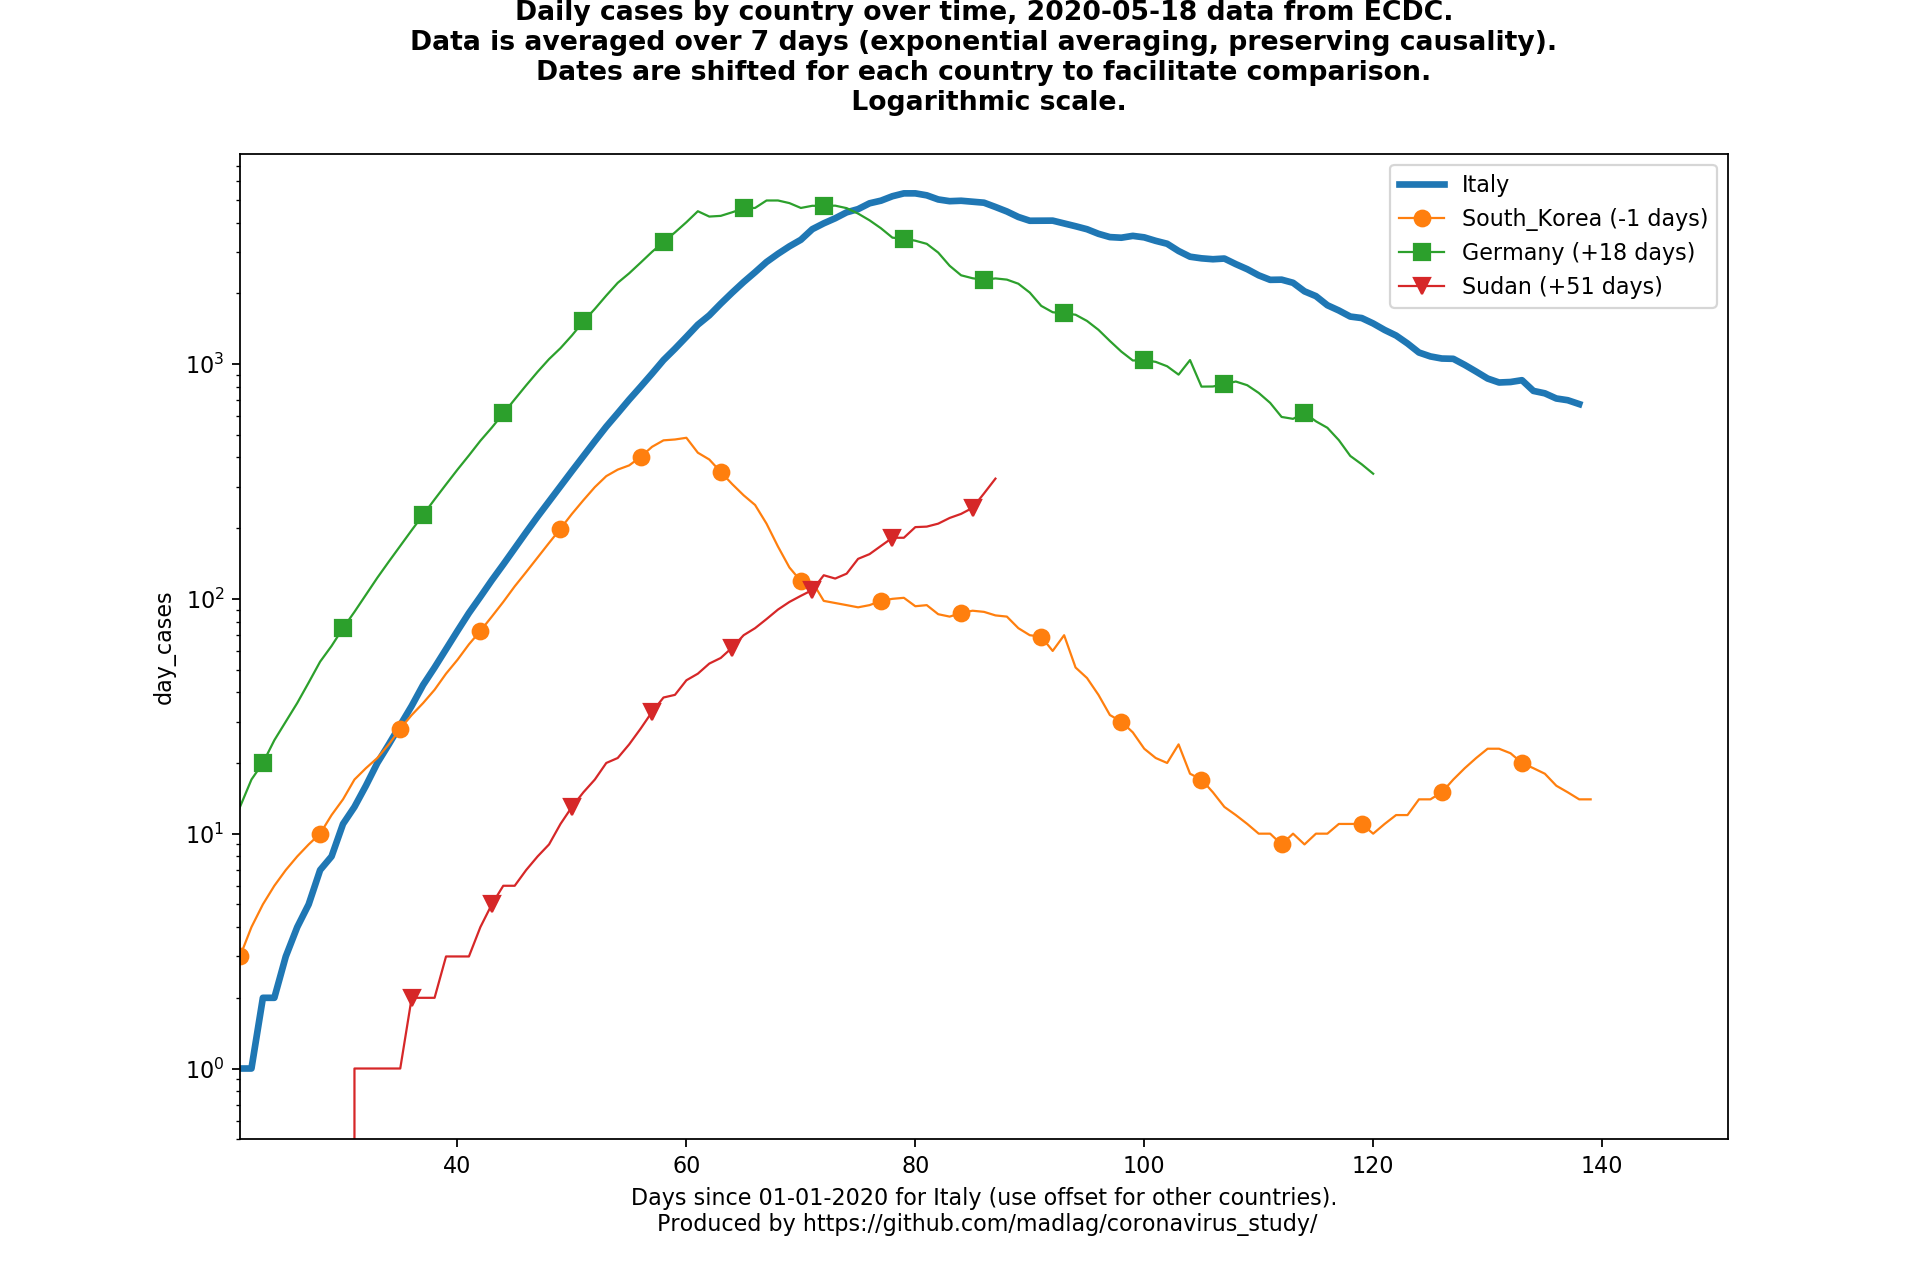 Daily cases by country over time, 2020-05-18 data from ECDC.
Data is averaged over 7 days (exponential averaging, preserving causality).
Dates are shifted for each country to facilitate comparison.
Logarithmic scale.
Italy
South_Korea (-1 days)
Germany (+18 days)
Sudan (+51 days)
day_cases
10³
10²
10¹
10⁰
40 60 80 100 120 140
Days since 01-01-2020 for Italy (use offset for other countries).
Produced by https://github.com/madlag/coronavirus_study/